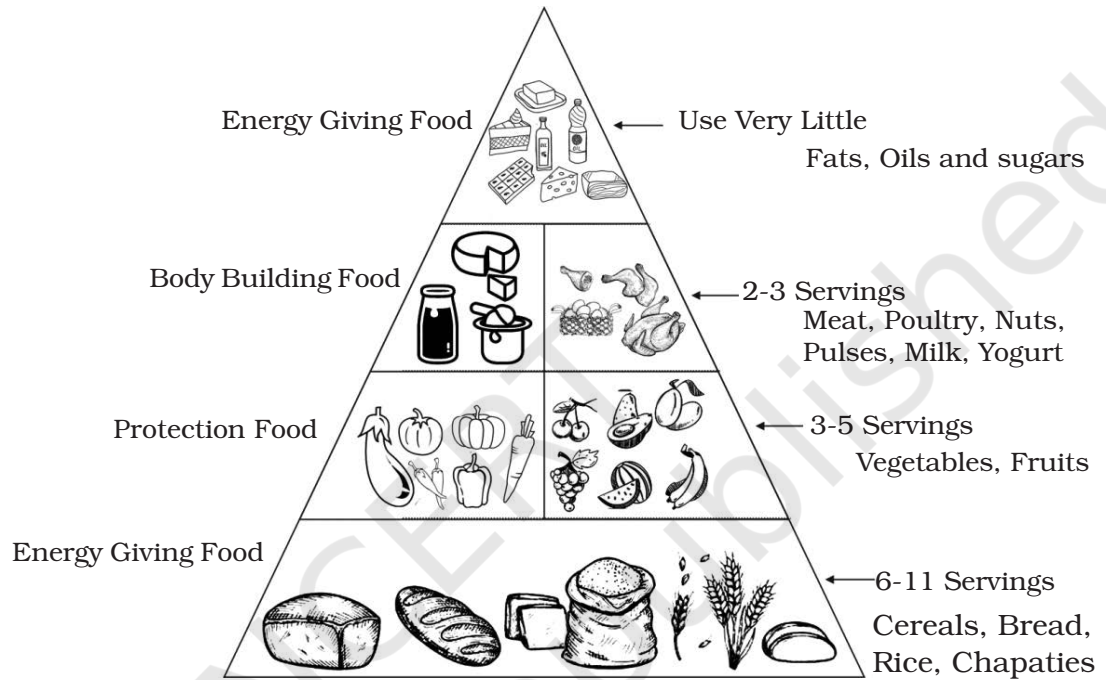 Energy Giving Food
Use Very Little
Fats, Oils and sugars
Body Building Food
2-3 Servings
Meat, Poultry, Nuts,
Pulses, Milk, Yogurt
Protection Food
3-5 Servings
Vegetables, Fruits
Energy Giving Food
6-11 Servings
Cereals, Bread,
Rice, Chapaties
NCERT
ublished